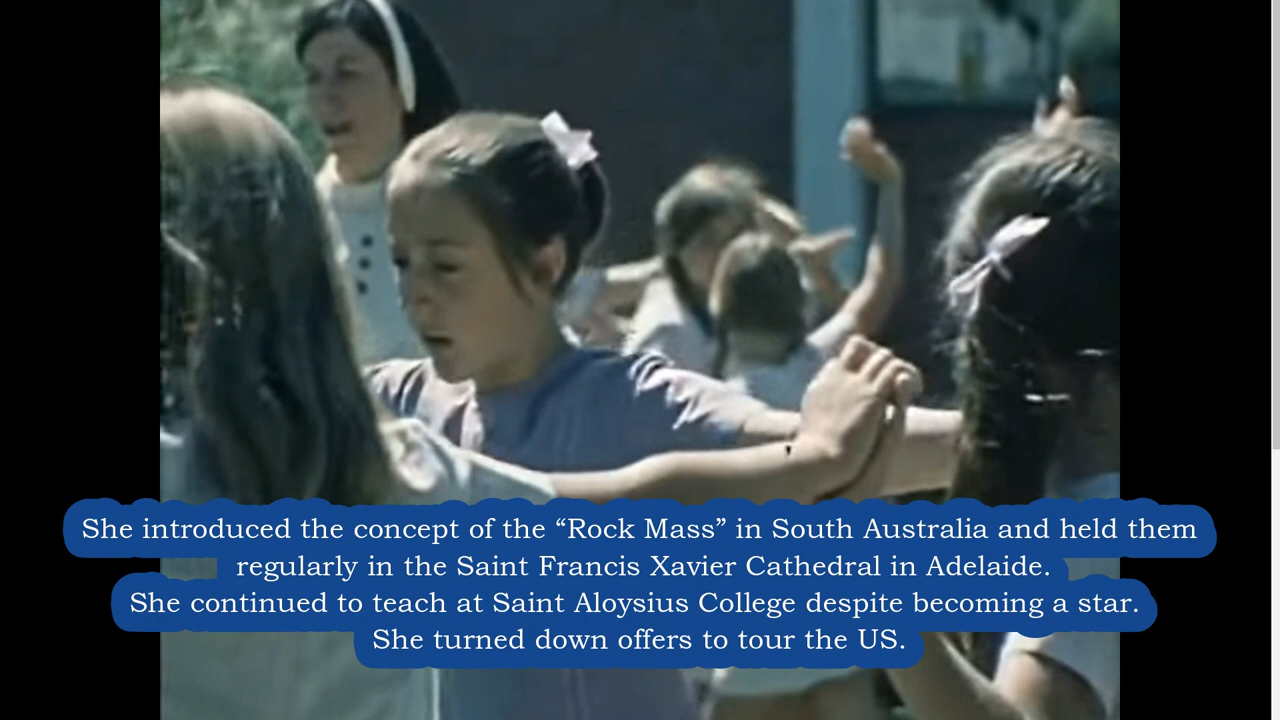 She introduced the concept of the “Rock Mass” in South Australia and held them
regularly in the Saint Francis Xavier Cathedral in Adelaide.
She continued to teach at Saint Aloysius College despite becoming a star.
She turned down offers to tour the US.